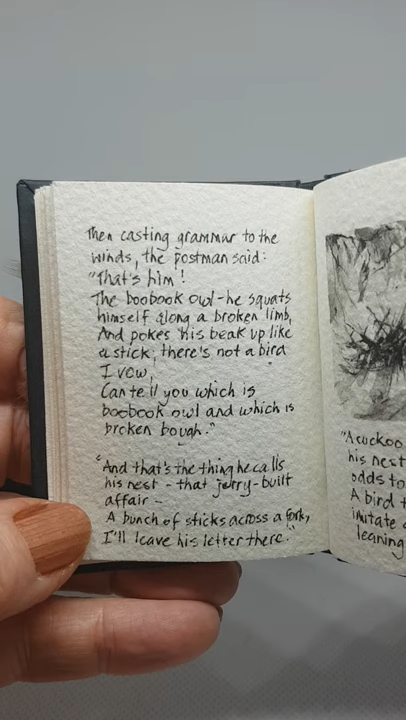 Then casting grammar to the
winds, the postman said:
"That's him!
The boobook owl - he squats
himself along a broken limb,
And pokes his beak up like
a stick; there's not a bird
I vow,
Can tell you which is
boobook owl and which is
broken bough."
"And that's the thing he calls
his nest - that jerry-built
affair -
A bunch of sticks across a fork,
I'll leave his letter there."
"A cuckoo
his nest
odds to
A bird t
imitate
leaning